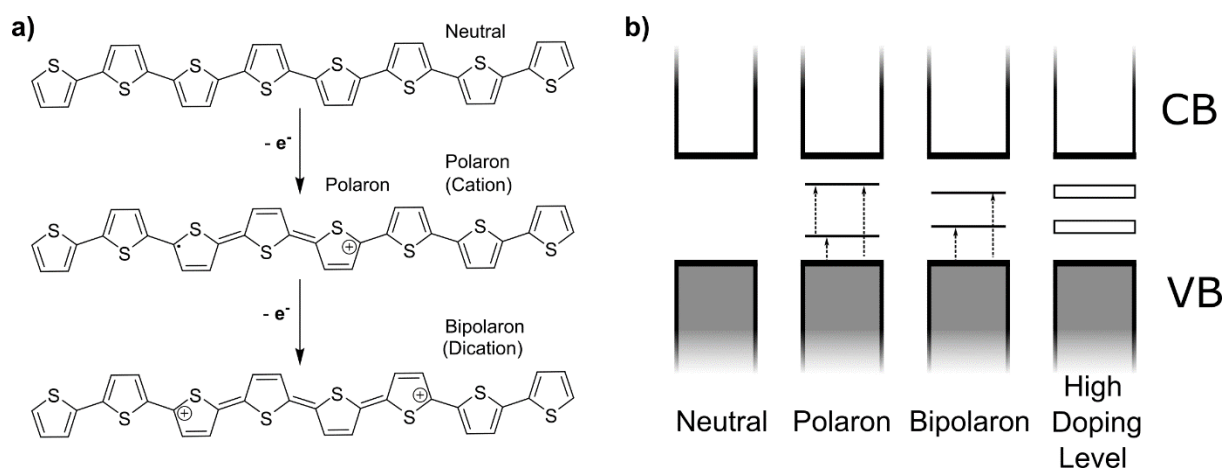 a)
Neutral
S S S S S S S S
- e⁻
Polaron
Polaron
(Cation)
S S S S S S S S
⊕
- e⁻
Bipolaron
(Dication)
S S S S S S S S
⊕ ⊕
b)
CB
VB
Neutral
Polaron
Bipolaron
High
Doping
Level